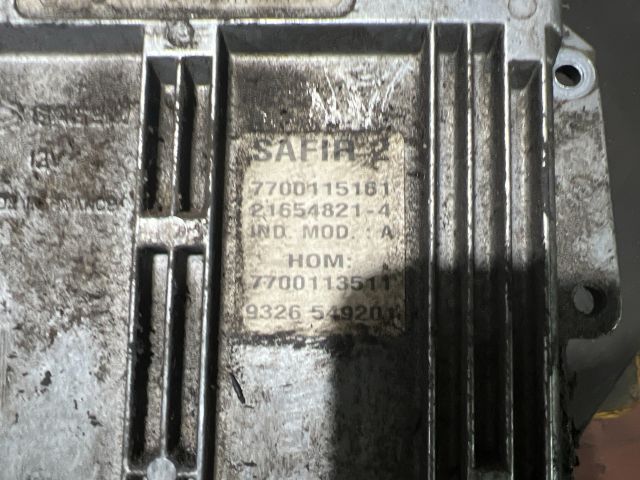 SAFIR 2
7700115161
21654821-4
IND. MOD. : A
HOM:
7700113511
9326 549201
12V